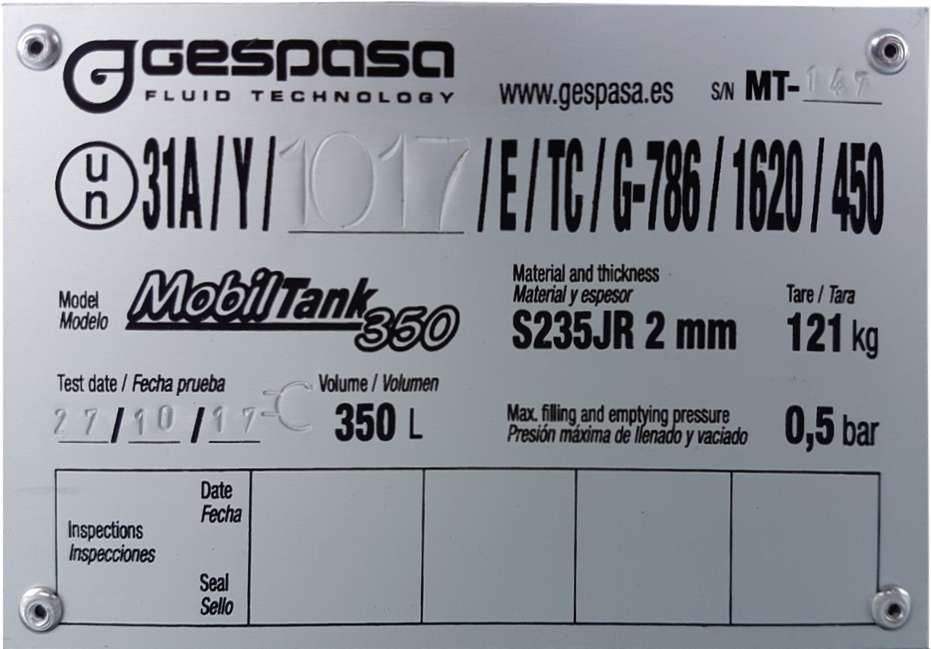 GESPASA
FLUID TECHNOLOGY
www.gespasa.es S/N MT-147
un 31A/Y/1017/E/TC/G-786/1620/450
Model
Modelo
MobilTank 350
Material and thickness
Material y espesor
S235JR 2 mm
Tare / Tara
121 kg
Test date / Fecha prueba
27/10/17
Volume / Volumen
350 L
Max. filling and emptying pressure
Presión máxima de llenado y vaciado
0,5 bar
Inspections
Inspecciones
Date
Fecha
Seal
Sello